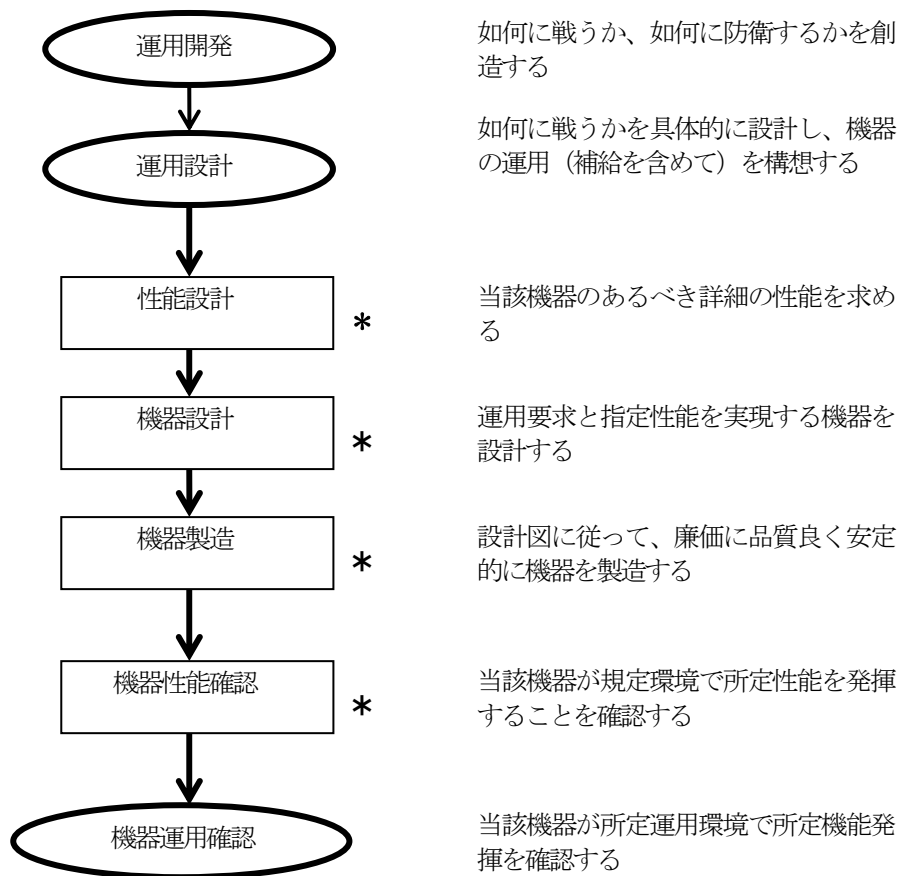 運用開発
如何に戦うか、如何に防衛するかを創
造する
運用設計
如何に戦うかを具体的に設計し、機器
の運用（補給を含めて）を構想する
性能設計
*
当該機器のあるべき詳細の性能を求め
る
機器設計
*
運用要求と指定性能を実現する機器を
設計する
機器製造
*
設計図に従って、廉価に品質良く安定
的に機器を製造する
機器性能確認
*
当該機器が規定環境で所定性能を発揮
することを確認する
機器運用確認
当該機器が所定運用環境で所定機能発
揮を確認する